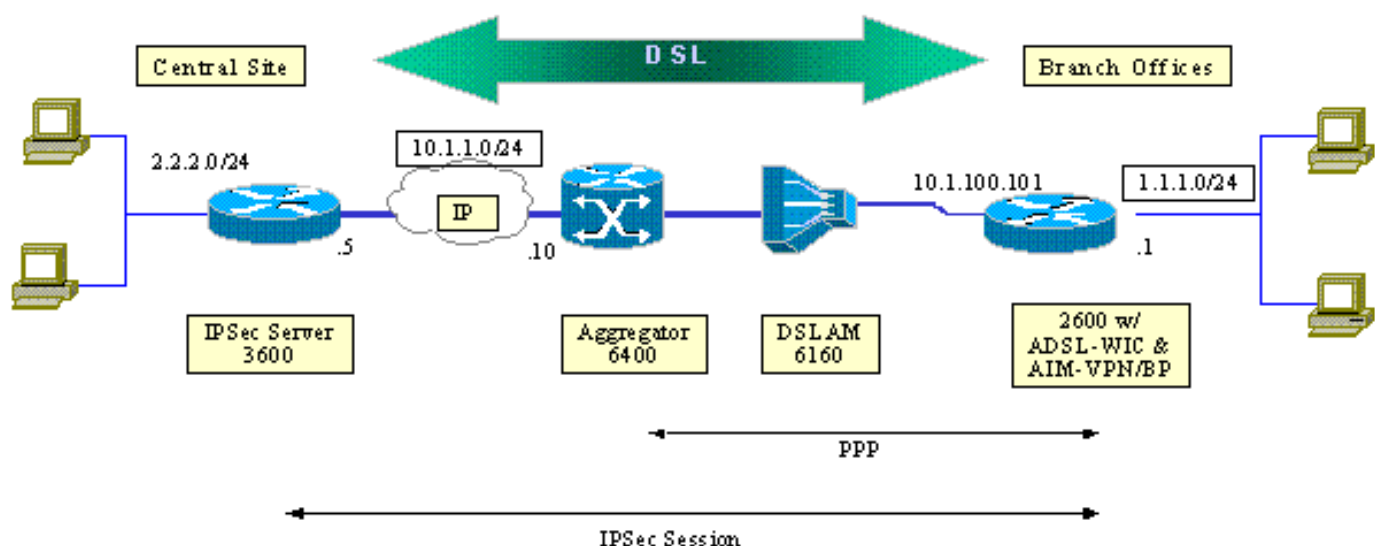 DSL
Central Site
Branch Offices
2.2.2.0/24
10.1.1.0/24
IP
10.1.100.101
1.1.1.0/24
.5
.10
.1
IPSec Server
3600
Aggregator
6400
DSLAM
6160
2600 w/
ADSL-WIC &
AIM-VPN/BP
PPP
IPSec Session